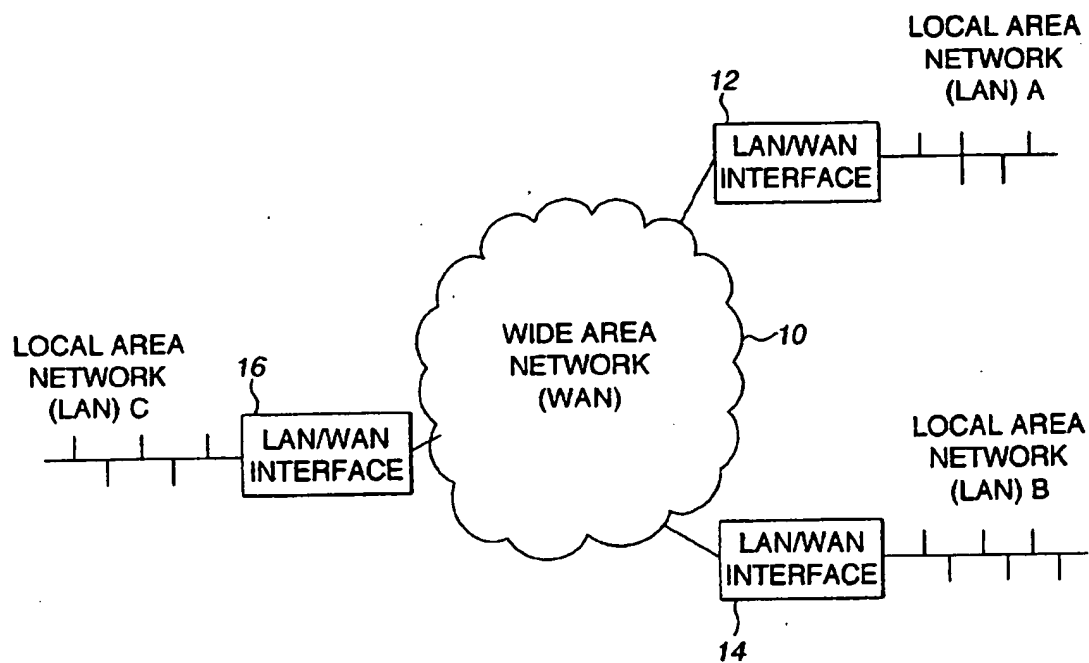 LOCAL AREA
NETWORK
(LAN) A
12
LAN/WAN
INTERFACE
WIDE AREA
NETWORK
(WAN)
10
LOCAL AREA
NETWORK
(LAN) C
16
LAN/WAN
INTERFACE
LOCAL AREA
NETWORK
(LAN) B
LAN/WAN
INTERFACE
14